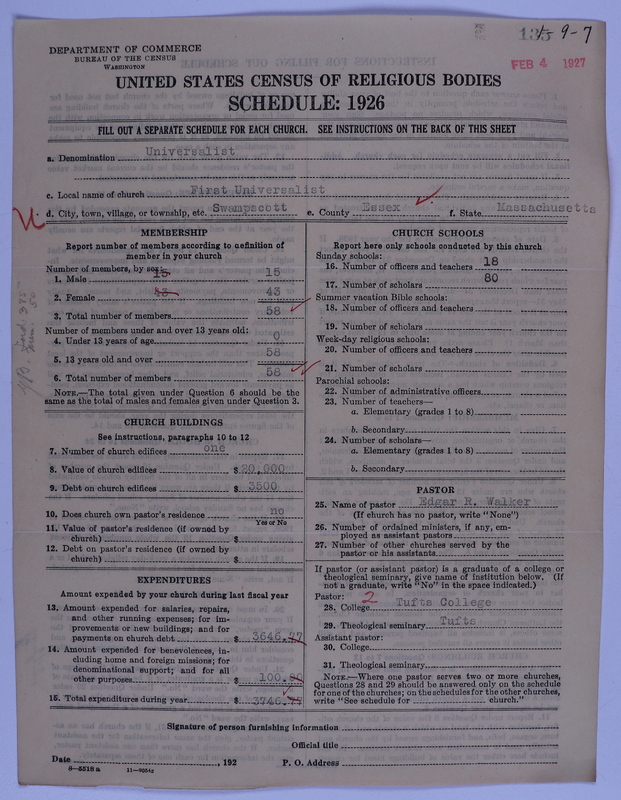 135 1-9-7
FEB 4 1927
DEPARTMENT OF COMMERCE
BUREAU OF THE CENSUS
WASHINGTON
UNITED STATES CENSUS OF RELIGIOUS BODIES
SCHEDULE: 1926
FILL OUT A SEPARATE SCHEDULE FOR EACH CHURCH. SEE INSTRUCTIONS ON THE BACK OF THIS SHEET
a. Denomination Universalist
c. Local name of church First Universalist
d. City, town, village, or township, etc. Swampscott e. County Essex f. State Massachusetts
MEMBERSHIP
Report number of members according to definition of
member in your church
Number of members, by sex:
1. Male 15 15
2. Female 43 43
3. Total number of members 58
Number of members under and over 13 years old:
4. Under 13 years of age 0
5. 13 years old and over 58
6. Total number of members 58
NOTE.—The total given under Question 6 should be the
same as the total of males and females given under Question 3.
CHURCH BUILDINGS
See instructions, paragraphs 10 to 12
7. Number of church edifices one
8. Value of church edifices $ 20,000
9. Debt on church edifices $ 3500
10. Does church own pastor's residence no
Yes or No
11. Value of pastor's residence (if owned by
church) $
12. Debt on pastor's residence (if owned by
church) $
EXPENDITURES
Amount expended by your church during last fiscal year
13. Amount expended for salaries, repairs,
and other running expenses; for im-
provements or new buildings; and for
payments on church debt $ 3646.47
14. Amount expended for benevolences, in-
cluding home and foreign missions; for
denominational support; and for all
other purposes $ 100.00
15. Total expenditures during year $ 3746.47
CHURCH SCHOOLS
Report here only schools conducted by this church
Sunday schools:
16. Number of officers and teachers 18
17. Number of scholars 80
Summer vacation Bible schools:
18. Number of officers and teachers
19. Number of scholars
Week-day religious schools:
20. Number of officers and teachers
21. Number of scholars
Parochial schools:
22. Number of administrative officers
23. Number of teachers—
a. Elementary (grades 1 to 8)
b. Secondary
24. Number of scholars—
a. Elementary (grades 1 to 8)
b. Secondary
PASTOR
25. Name of pastor Edgar R. Walker
(If church has no pastor, write "None")
26. Number of ordained ministers, if any, em-
ployed as assistant pastors
27. Number of other churches served by the
pastor or his assistants
If pastor (or assistant pastor) is a graduate of a college or
theological seminary, give name of institution below. (If
not a graduate, write "No" in the space indicated.)
Pastor: 2
28. College Tufts College
29. Theological seminary Tufts
Assistant pastor:
30. College
31. Theological seminary
NOTE.—Where one pastor serves two or more churches,
Questions 28 and 29 should be answered only on the schedule
for one of the churches; on the schedules for the other churches,
write "See schedule for church."
Signature of person furnishing information
Official title
Date , 192 P. O. Address
8-5518a 11-9054z